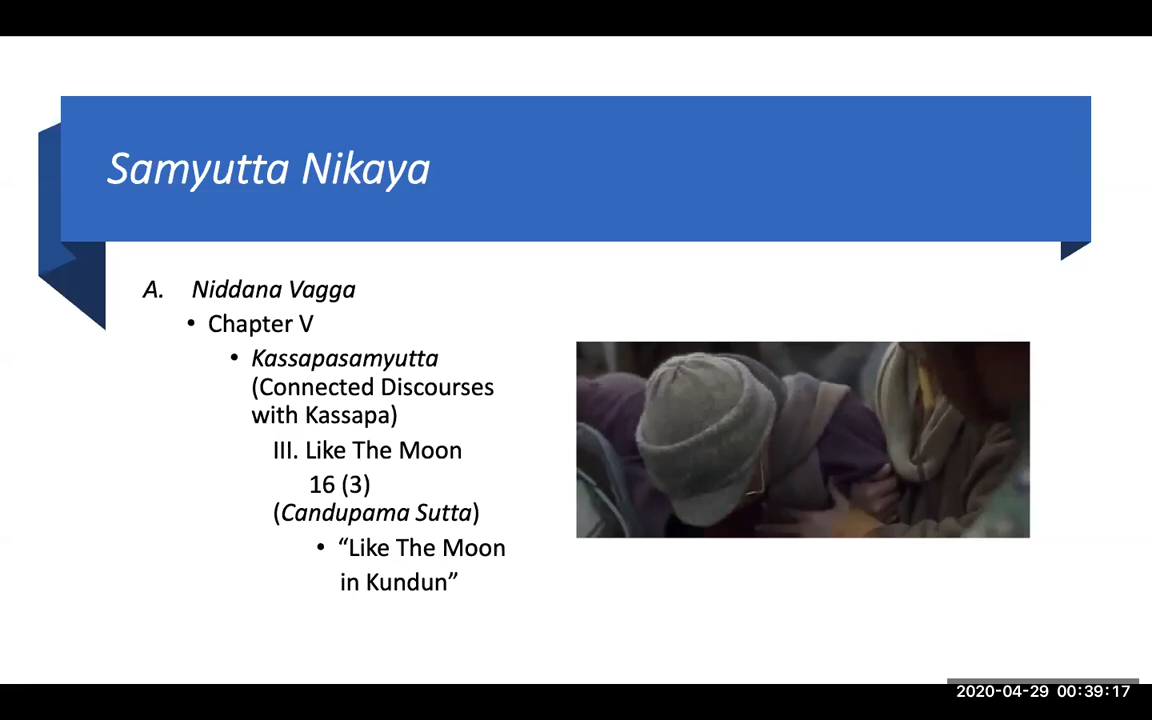 Samyutta Nikaya
A. Niddana Vagga
• Chapter V
• Kassapasamyutta
(Connected Discourses
with Kassapa)
III. Like The Moon
16 (3)
(Candupama Sutta)
• “Like The Moon
in Kundun”
2020-04-29 00:39:17